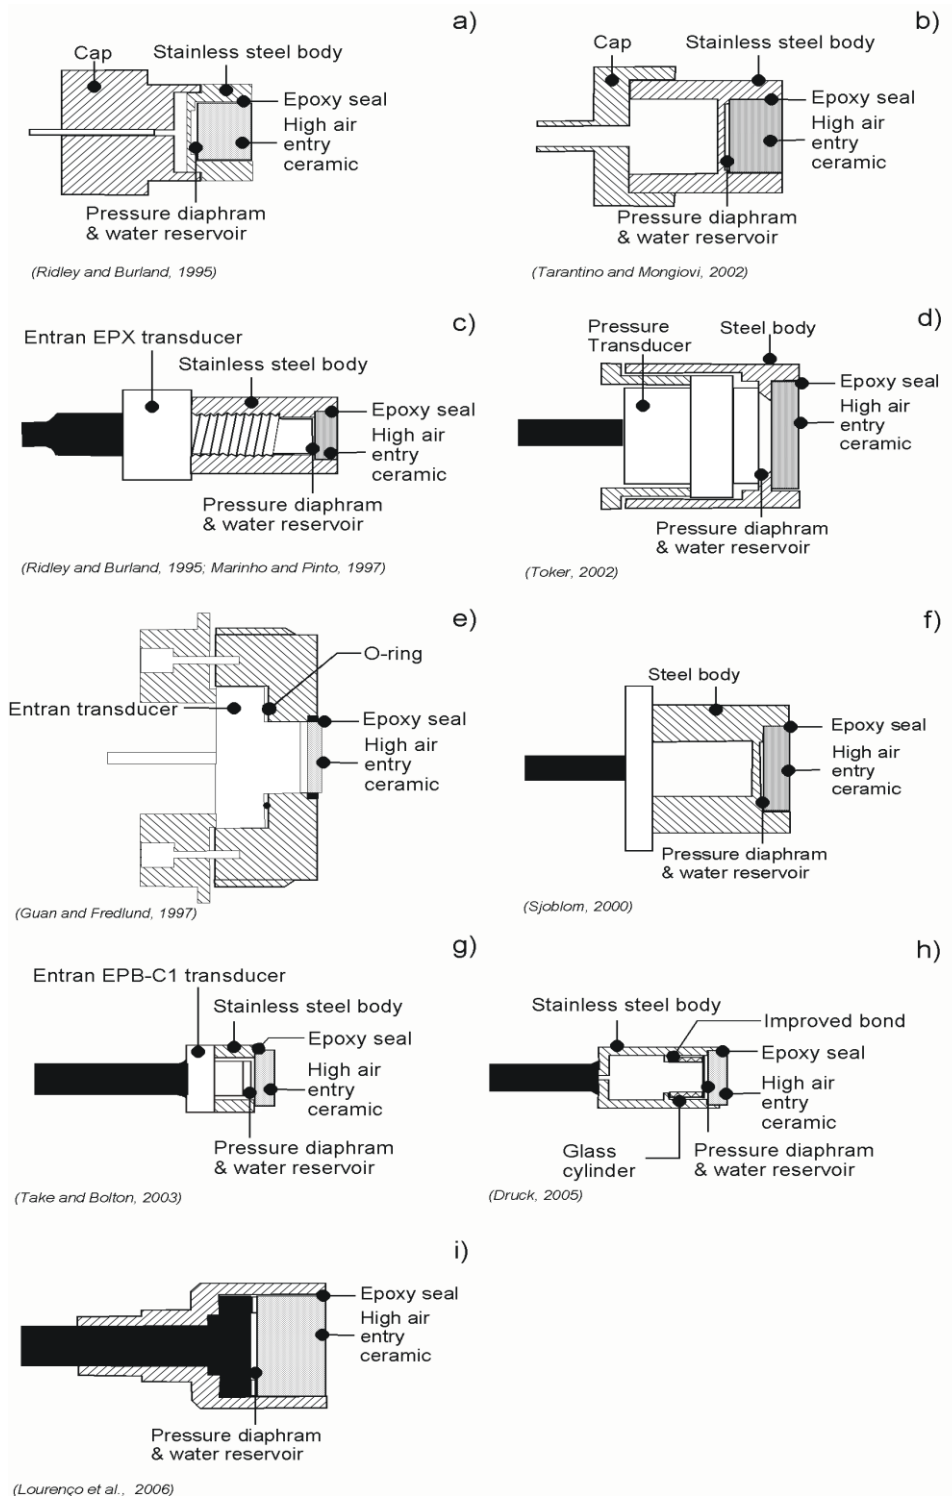 a)
Cap
Stainless steel body
Epoxy seal
High air
entry
ceramic
Pressure diaphram
& water reservoir
(Ridley and Burland, 1995)
b)
Cap
Stainless steel body
Epoxy seal
High air
entry
ceramic
Pressure diaphram
& water reservoir
(Tarantino and Mongiovi, 2002)
c)
Entran EPX transducer
Stainless steel body
Epoxy seal
High air
entry
ceramic
Pressure diaphram
& water reservoir
(Ridley and Burland, 1995; Marinho and Pinto, 1997)
d)
Pressure
Transducer
Steel body
Epoxy seal
High air
entry
ceramic
Pressure diaphram
& water reservoir
(Toker, 2002)
e)
O-ring
Entran transducer
Epoxy seal
High air
entry
ceramic
(Guan and Fredlund, 1997)
f)
Steel body
Epoxy seal
High air
entry
ceramic
Pressure diaphram
& water reservoir
(Sjoblom, 2000)
g)
Entran EPB-C1 transducer
Stainless steel body
Epoxy seal
High air
entry
ceramic
Pressure diaphram
& water reservoir
(Take and Bolton, 2003)
h)
Stainless steel body
Improved bond
Epoxy seal
High air
entry
ceramic
Glass
cylinder
Pressure diaphram
& water reservoir
(Druck, 2005)
i)
Epoxy seal
High air
entry
ceramic
Pressure diaphram
& water reservoir
(Lourenço et al., 2006)